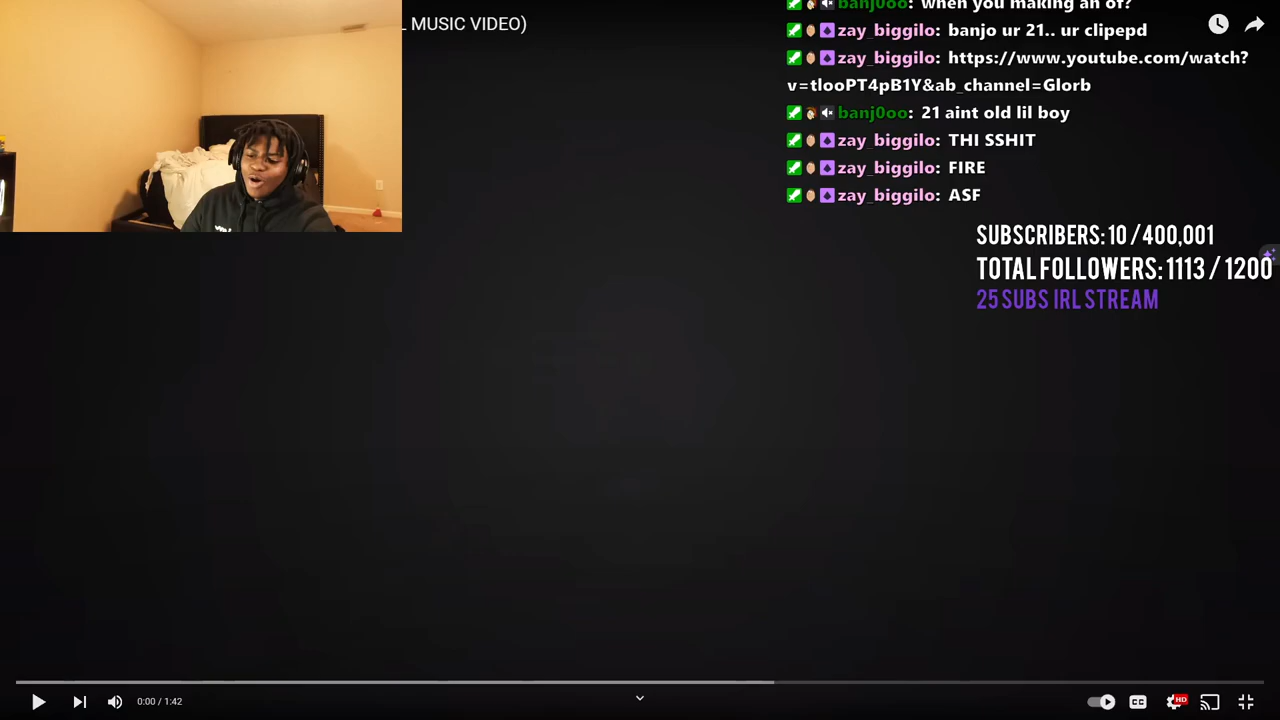 MUSIC VIDEO)
banj0oo: when you making an of?
zay_biggilo: banjo ur 21.. ur clipepd
zay_biggilo: https://www.youtube.com/watch?
v=tlooPT4pB1Y&ab_channel=Glorb
banj0oo: 21 aint old lil boy
zay_biggilo: THI SSHIT
zay_biggilo: FIRE
zay_biggilo: ASF
SUBSCRIBERS: 10 / 400,001
TOTAL FOLLOWERS: 1113 / 1200
25 SUBS IRL STREAM
0:00 / 1:42
CC
HD